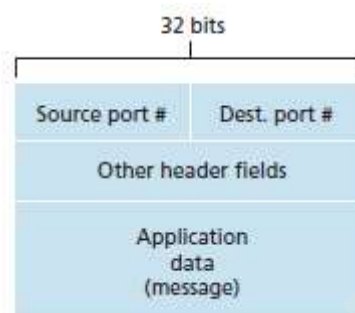 32 bits
Source port # Dest. port #
Other header fields
Application
data
(message)